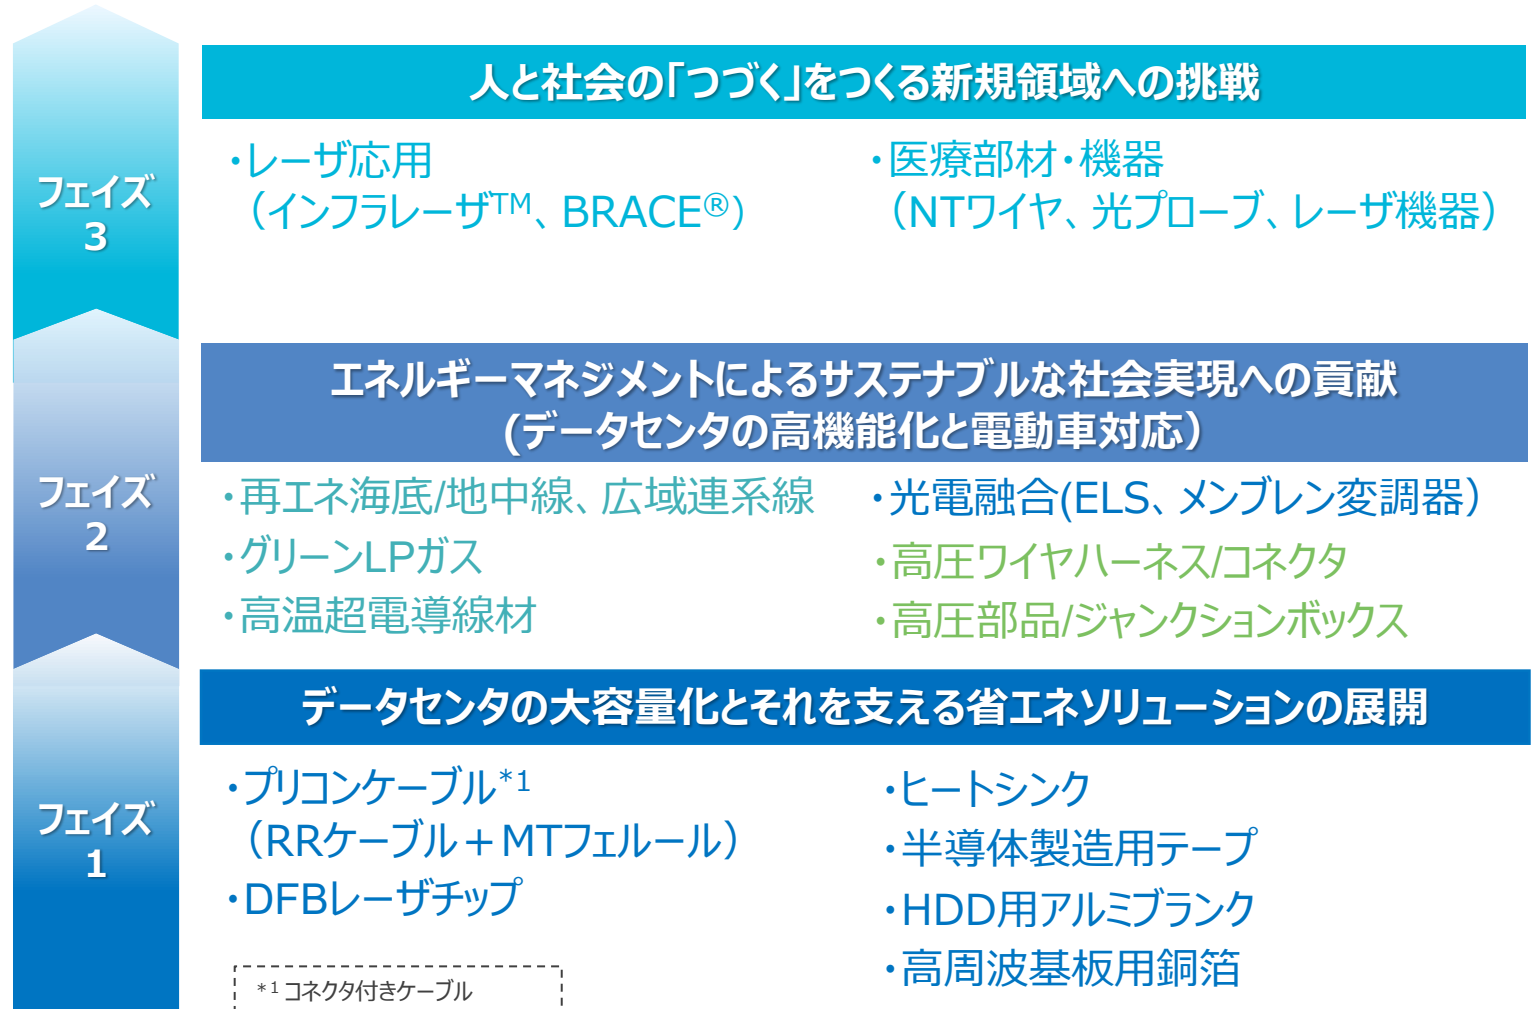 フェイズ
3
人と社会の「つづく」をつくる新規領域への挑戦
・レーザ応用
（インフラレーザTM、BRACE®）
・医療部材・機器
（NTワイヤ、光プローブ、レーザ機器）
フェイズ
2
エネルギーマネジメントによるサステナブルな社会実現への貢献
(データセンタの高機能化と電動車対応）
・再エネ海底/地中線、広域連系線
・グリーンLPガス
・高温超電導線材
・光電融合(ELS、メンブレン変調器）
・高圧ワイヤハーネス/コネクタ
・高圧部品/ジャンクションボックス
フェイズ
1
データセンタの大容量化とそれを支える省エネソリューションの展開
・プリコンケーブル*1
（RRケーブル＋MTフェルール）
・DFBレーザチップ
・ヒートシンク
・半導体製造用テープ
・HDD用アルミブランク
・高周波基板用銅箔
*1 コネクタ付きケーブル